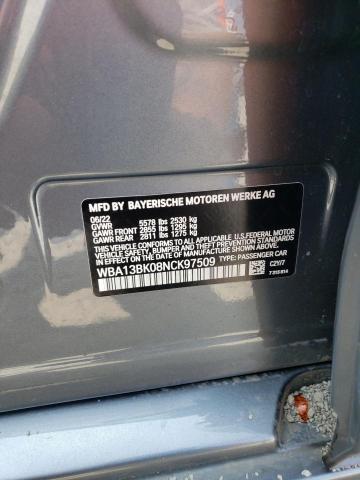 MFD BY BAYERISCHE MOTOREN WERKE AG
06/22
GVWR 5578 lbs 2530 kg
GAWR FRONT 2855 lbs 1295 kg
GAWR REAR 2811 lbs 1275 kg
THIS VEHICLE CONFORMS TO ALL APPLICABLE U.S. FEDERAL MOTOR
VEHICLE SAFETY, BUMPER, AND THEFT PREVENTION STANDARDS IN EFFECT
ON THE DATE OF MANUFACTURE SHOWN ABOVE.
WBA13BK08NCK97509 TYPE: PASSENGER CAR
C2Y/7